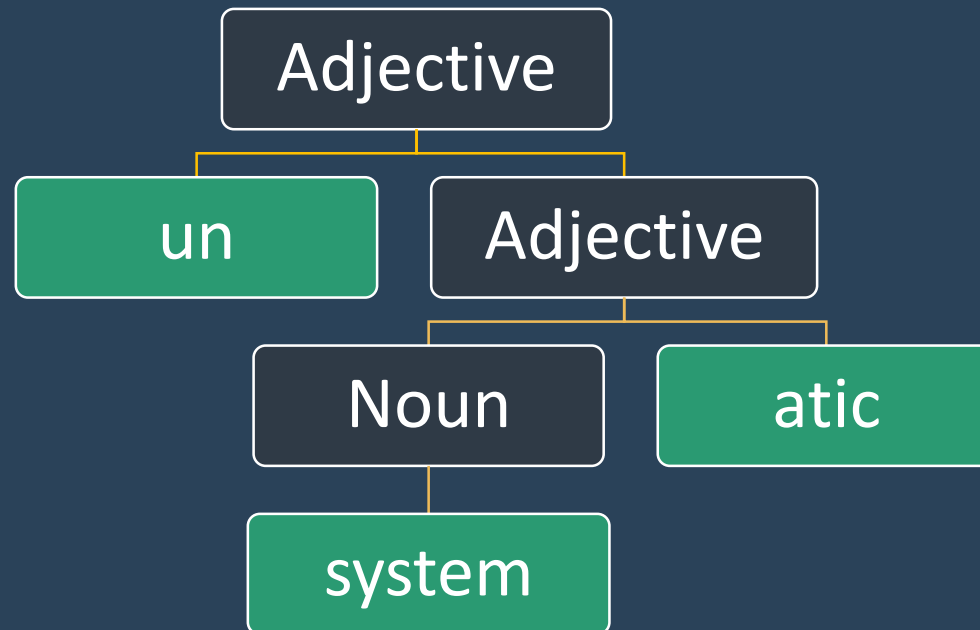 Adjective
un
Adjective
Noun
atic
system